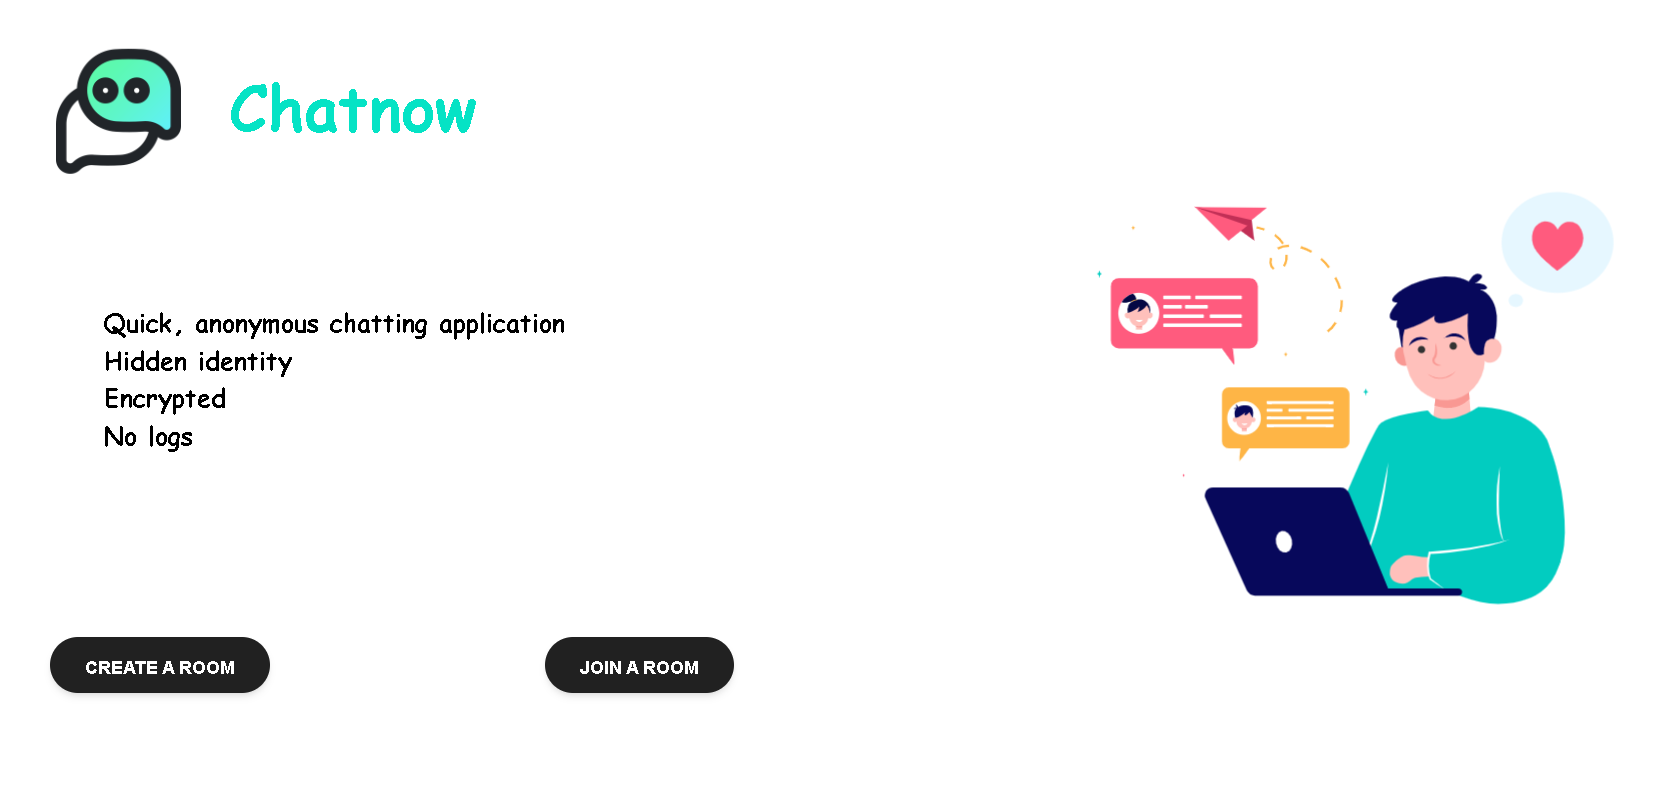 Chatnow
Quick, anonymous chatting application
Hidden identity
Encrypted
No logs
CREATE A ROOM
JOIN A ROOM